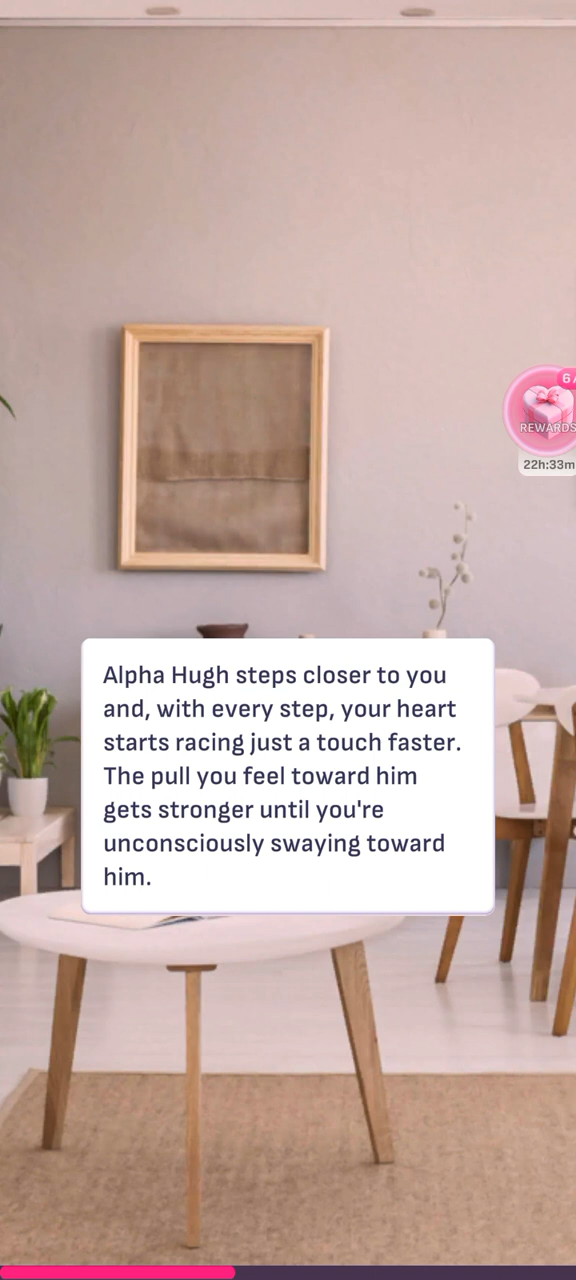 6/
REWARDS
22h:33m
Alpha Hugh steps closer to you
and, with every step, your heart
starts racing just a touch faster.
The pull you feel toward him
gets stronger until you're
unconsciously swaying toward
him.